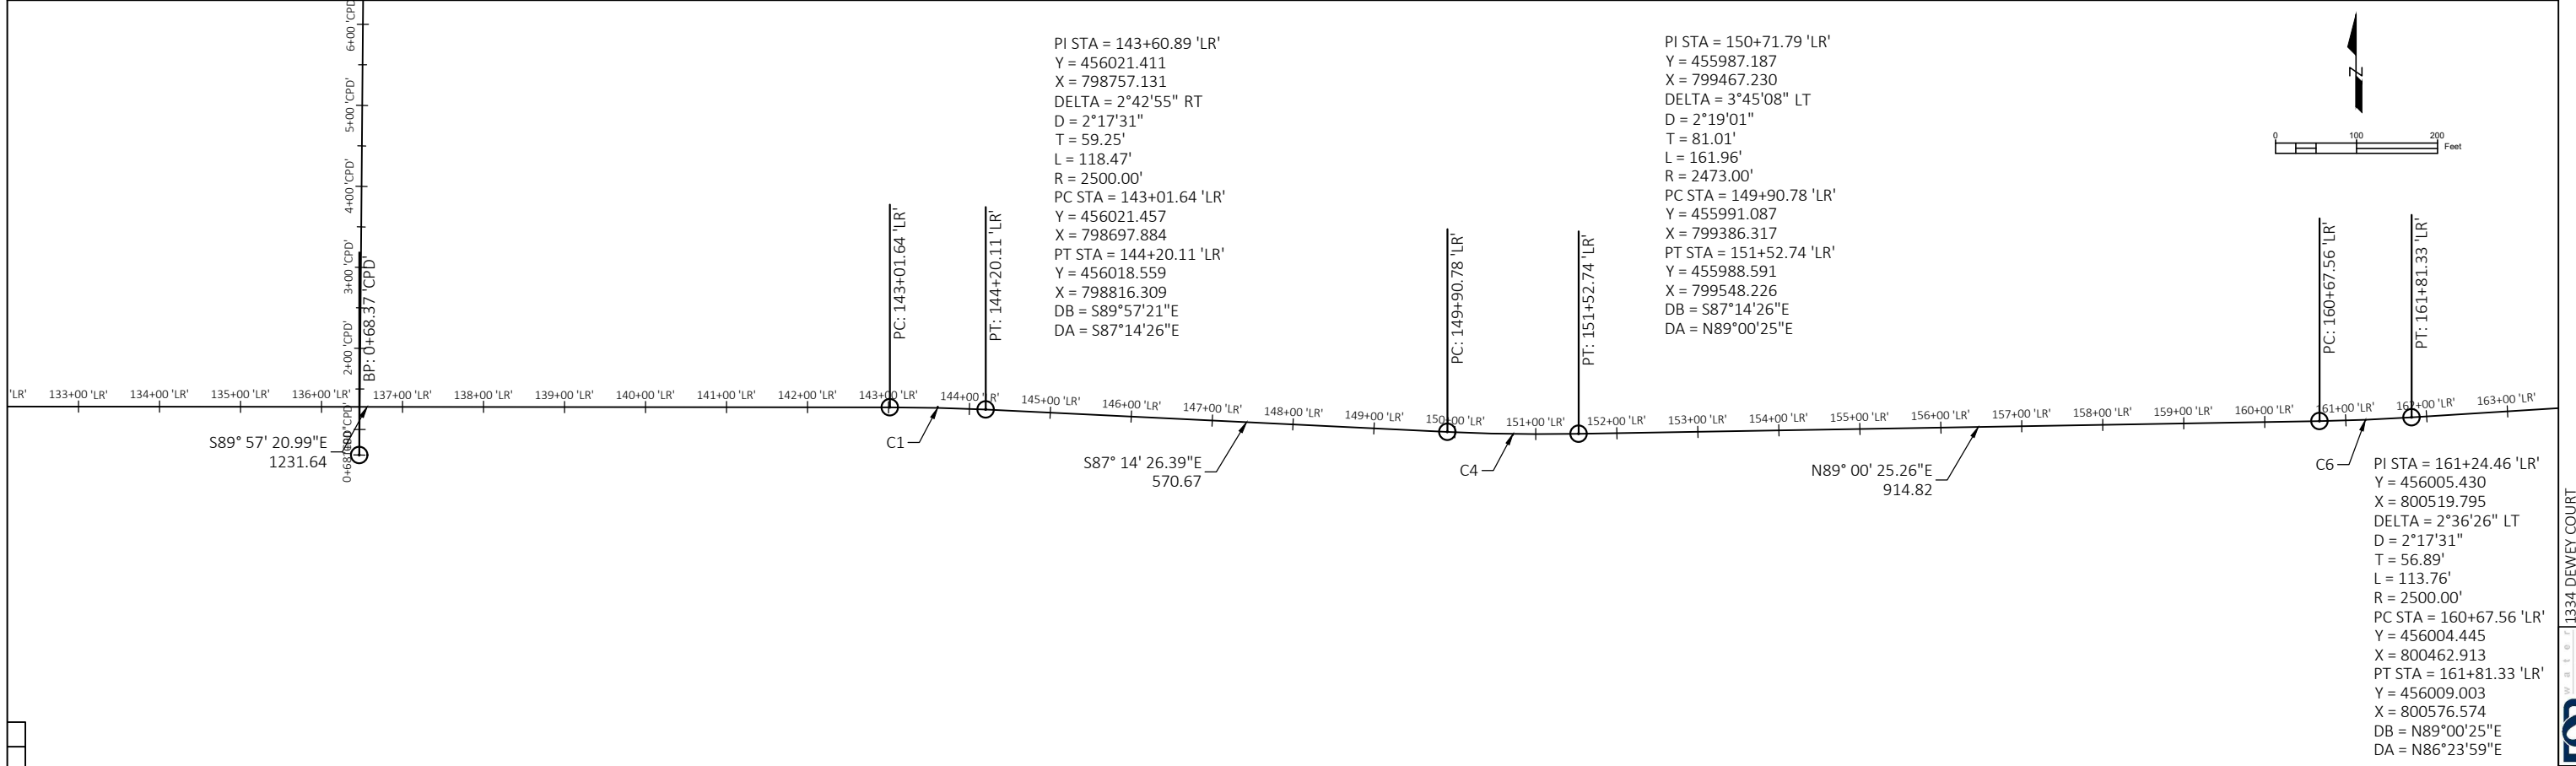 6+00 'CPD'
5+00 'CPD'
4+00 'CPD'
3+00 'CPD'
2+00 'CPD'
BP: 0+68.37 'CPD'
PI STA = 143+60.89 'LR'
Y = 456021.411
X = 798757.131
DELTA = 2°42'55" RT
D = 2°17'31"
T = 59.25'
L = 118.47'
R = 2500.00'
PC STA = 143+01.64 'LR'
Y = 456021.457
X = 798697.884
PT STA = 144+20.11 'LR'
Y = 456018.559
X = 798816.309
DB = S89°57'21"E
DA = S87°14'26"E
PI STA = 150+71.79 'LR'
Y = 455987.187
X = 799467.230
DELTA = 3°45'08" LT
D = 2°19'01"
T = 81.01'
L = 161.96'
R = 2473.00'
PC STA = 149+90.78 'LR'
Y = 455991.087
X = 799386.317
PT STA = 151+52.74 'LR'
Y = 455988.591
X = 799548.226
DB = S87°14'26"E
DA = N89°00'25"E
Z
0 100 200
Feet
PC: 143+01.64 'LR'
PT: 144+20.11 'LR'
PC: 149+90.78 'LR'
PT: 151+52.74 'LR'
PC: 160+67.56 'LR'
PT: 161+81.33 'LR'
'LR' 133+00 'LR' 134+00 'LR' 135+00 'LR' 136+00 'LR' 137+00 'LR' 138+00 'LR' 139+00 'LR' 140+00 'LR' 141+00 'LR' 142+00 'LR' 143+00 'LR' 144+00 'LR' 145+00 'LR' 146+00 'LR' 147+00 'LR' 148+00 'LR' 149+00 'LR' 150+00 'LR' 151+00 'LR' 152+00 'LR' 153+00 'LR' 154+00 'LR' 155+00 'LR' 156+00 'LR' 157+00 'LR' 158+00 'LR' 159+00 'LR' 160+00 'LR' 161+00 'LR' 162+00 'LR' 163+00 'LR'
S89° 57' 20.99"E
1231.64
C1
S87° 14' 26.39"E
570.67
C4
N89° 00' 25.26"E
914.82
C6
PI STA = 161+24.46 'LR'
Y = 456005.430
X = 800519.795
DELTA = 2°36'26" LT
D = 2°17'31"
T = 56.89'
L = 113.76'
R = 2500.00'
PC STA = 160+67.56 'LR'
Y = 456004.445
X = 800462.913
PT STA = 161+81.33 'LR'
Y = 456009.003
X = 800576.574
DB = N89°00'25"E
DA = N86°23'59"E
1334 DEWEY COURT
water